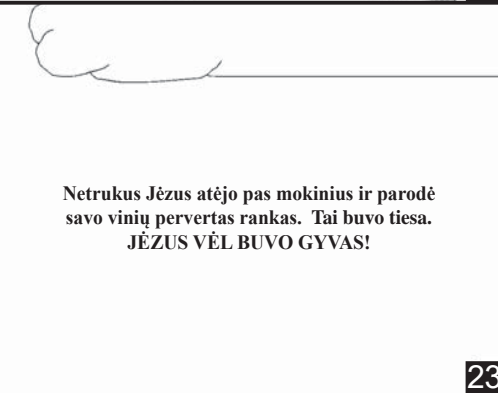 Netrukus Jėzus atėjo pas mokinius ir parodė
savo vinių pervertas rankas. Tai buvo tiesa.
JĖZUS VĖL BUVO GYVAS!
23